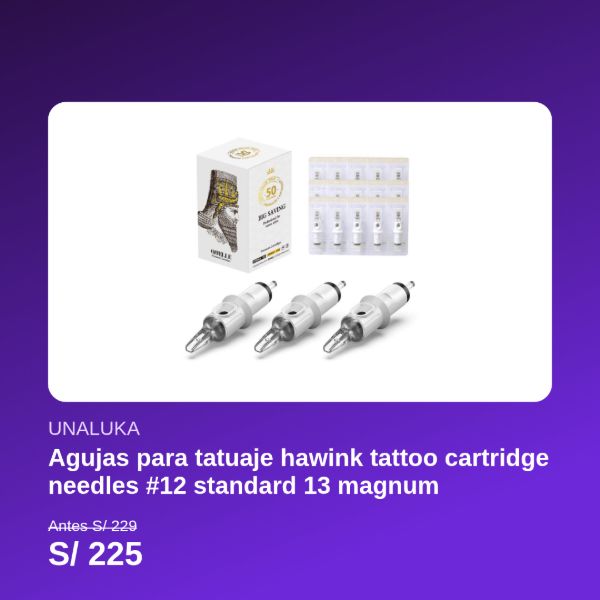 50
BIG SAVING
UNALUKA
Agujas para tatuaje hawink tattoo cartridge
needles #12 standard 13 magnum
Antes S/ 229
S/ 225